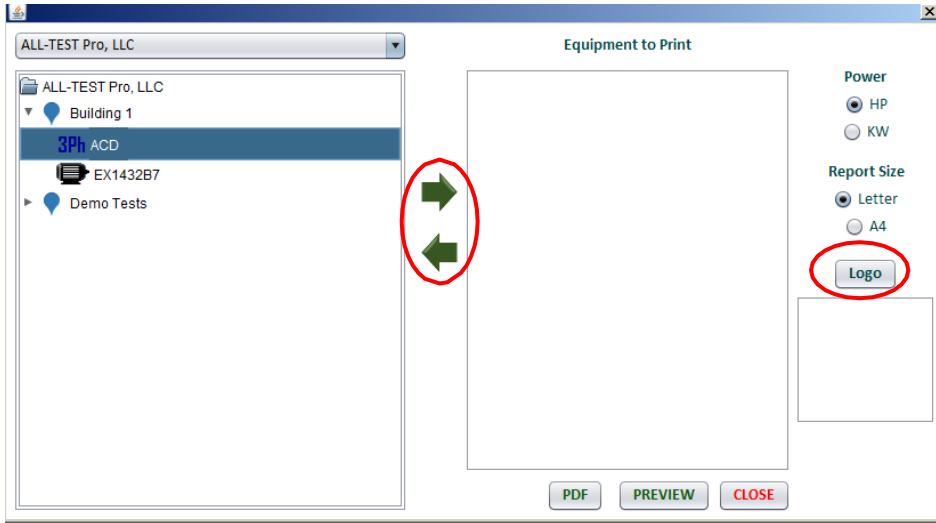 ALL-TEST Pro, LLC
Equipment to Print
ALL-TEST Pro, LLC
Building 1
3Ph ACD
EX1432B7
Demo Tests
Power
HP
KW
Report Size
Letter
A4
Logo
PDF PREVIEW CLOSE